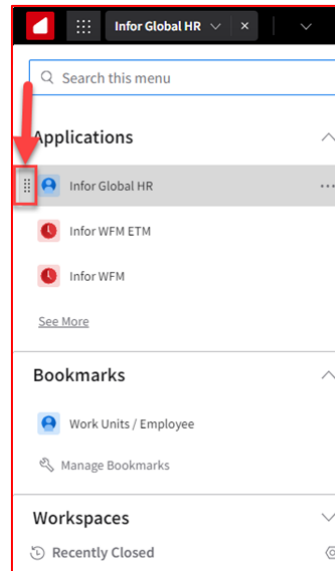 Infor Global HR
Search this menu
Applications
Infor Global HR
Infor WFM ETM
Infor WFM
See More
Bookmarks
Work Units / Employee
Manage Bookmarks
Workspaces
Recently Closed